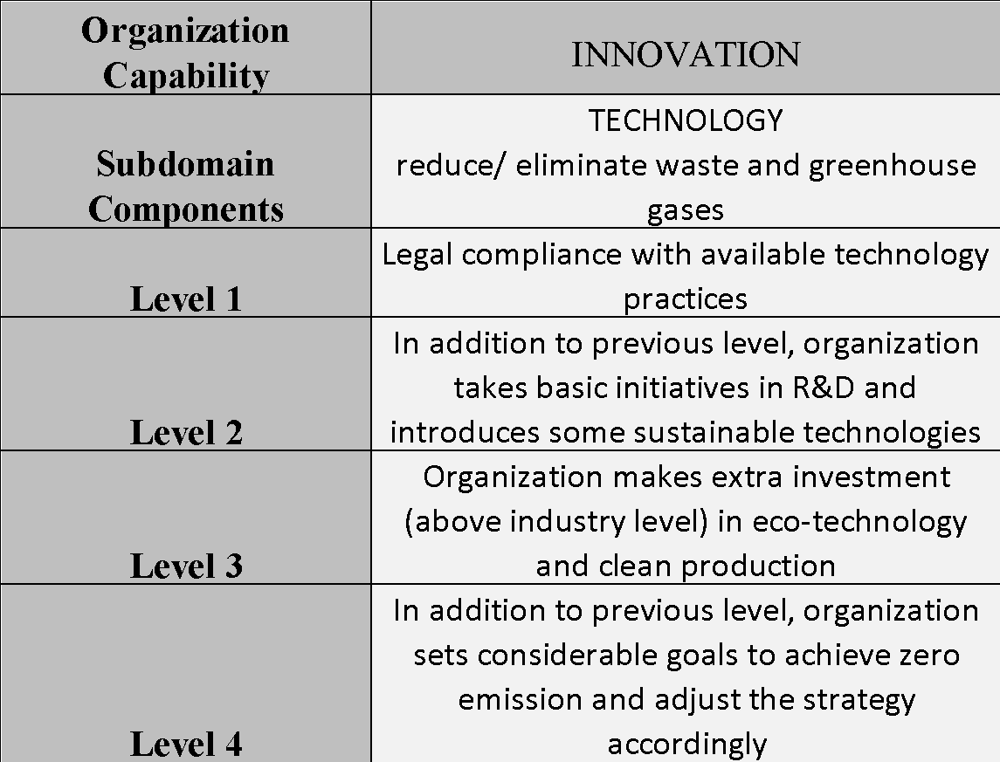 Organization
Capability
INNOVATION
Subdomain
Components
TECHNOLOGY
reduce/ eliminate waste and greenhouse
gases
Level 1
Legal compliance with available technology
practices
Level 2
In addition to previous level, organization
takes basic initiatives in R&D and
introduces some sustainable technologies
Level 3
Organization makes extra investment
(above industry level) in eco-technology
and clean production
Level 4
In addition to previous level, organization
sets considerable goals to achieve zero
emission and adjust the strategy
accordingly